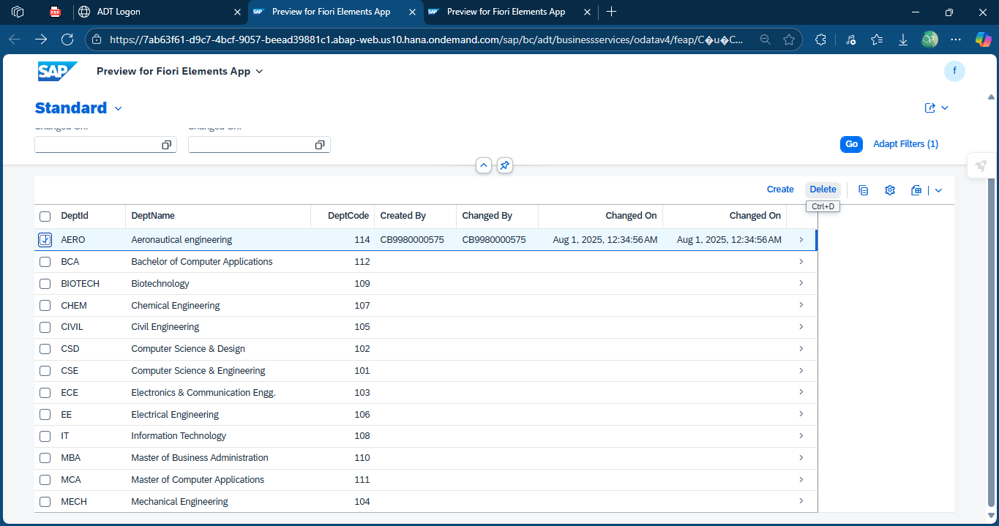 PDF
ADT Logon
SAP Preview for Fiori Elements App
SAP Preview for Fiori Elements App
https://7ab63f61-d9c7-4bcf-9057-beead39881c1.abap-web.us10.hana.ondemand.com/sap/bc/adt/businessservices/odatav4/feap/C�u�C...
SAP Preview for Fiori Elements App f
Standard
Changed On: Changed On:
Go Adapt Filters (1)
Create Delete
Ctrl+D
DeptId DeptName DeptCode Created By Changed By Changed On Changed On
AERO Aeronautical engineering 114 CB9980000575 CB9980000575 Aug 1, 2025, 12:34:56 AM Aug 1, 2025, 12:34:56 AM
BCA Bachelor of Computer Applications 112
BIOTECH Biotechnology 109
CHEM Chemical Engineering 107
CIVIL Civil Engineering 105
CSD Computer Science & Design 102
CSE Computer Science & Engineering 101
ECE Electronics & Communication Engg. 103
EE Electrical Engineering 106
IT Information Technology 108
MBA Master of Business Administration 110
MCA Master of Computer Applications 111
MECH Mechanical Engineering 104